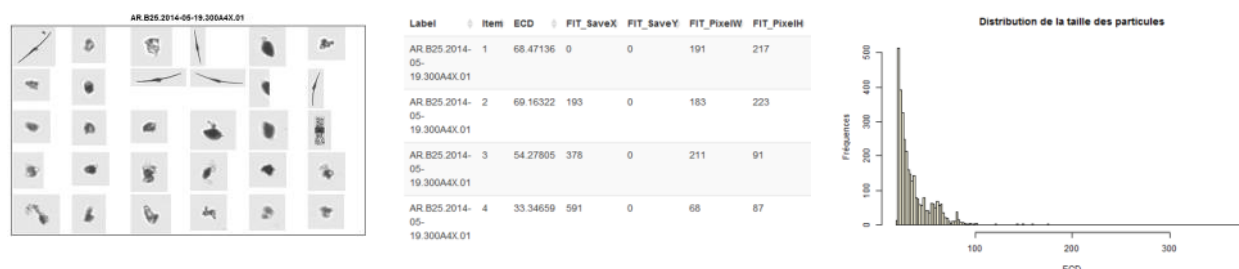 AR.B25.2014-05-19.300A4X.01
Label Item ECD FIT_SaveX FIT_SaveY FIT_PixelW FIT_PixelH
AR.B25.2014- 1 68.47136 0 0 191 217
05-
19.300A4X.01
AR.B25.2014- 2 69.16322 193 0 183 223
05-
19.300A4X.01
AR.B25.2014- 3 54.27805 378 0 211 91
05-
19.300A4X.01
AR.B25.2014- 4 33.34659 591 0 68 87
05-
19.300A4X.01
Distribution de la taille des particules
Fréquences
500
400
300
200
100
0
100 200 300
ECD